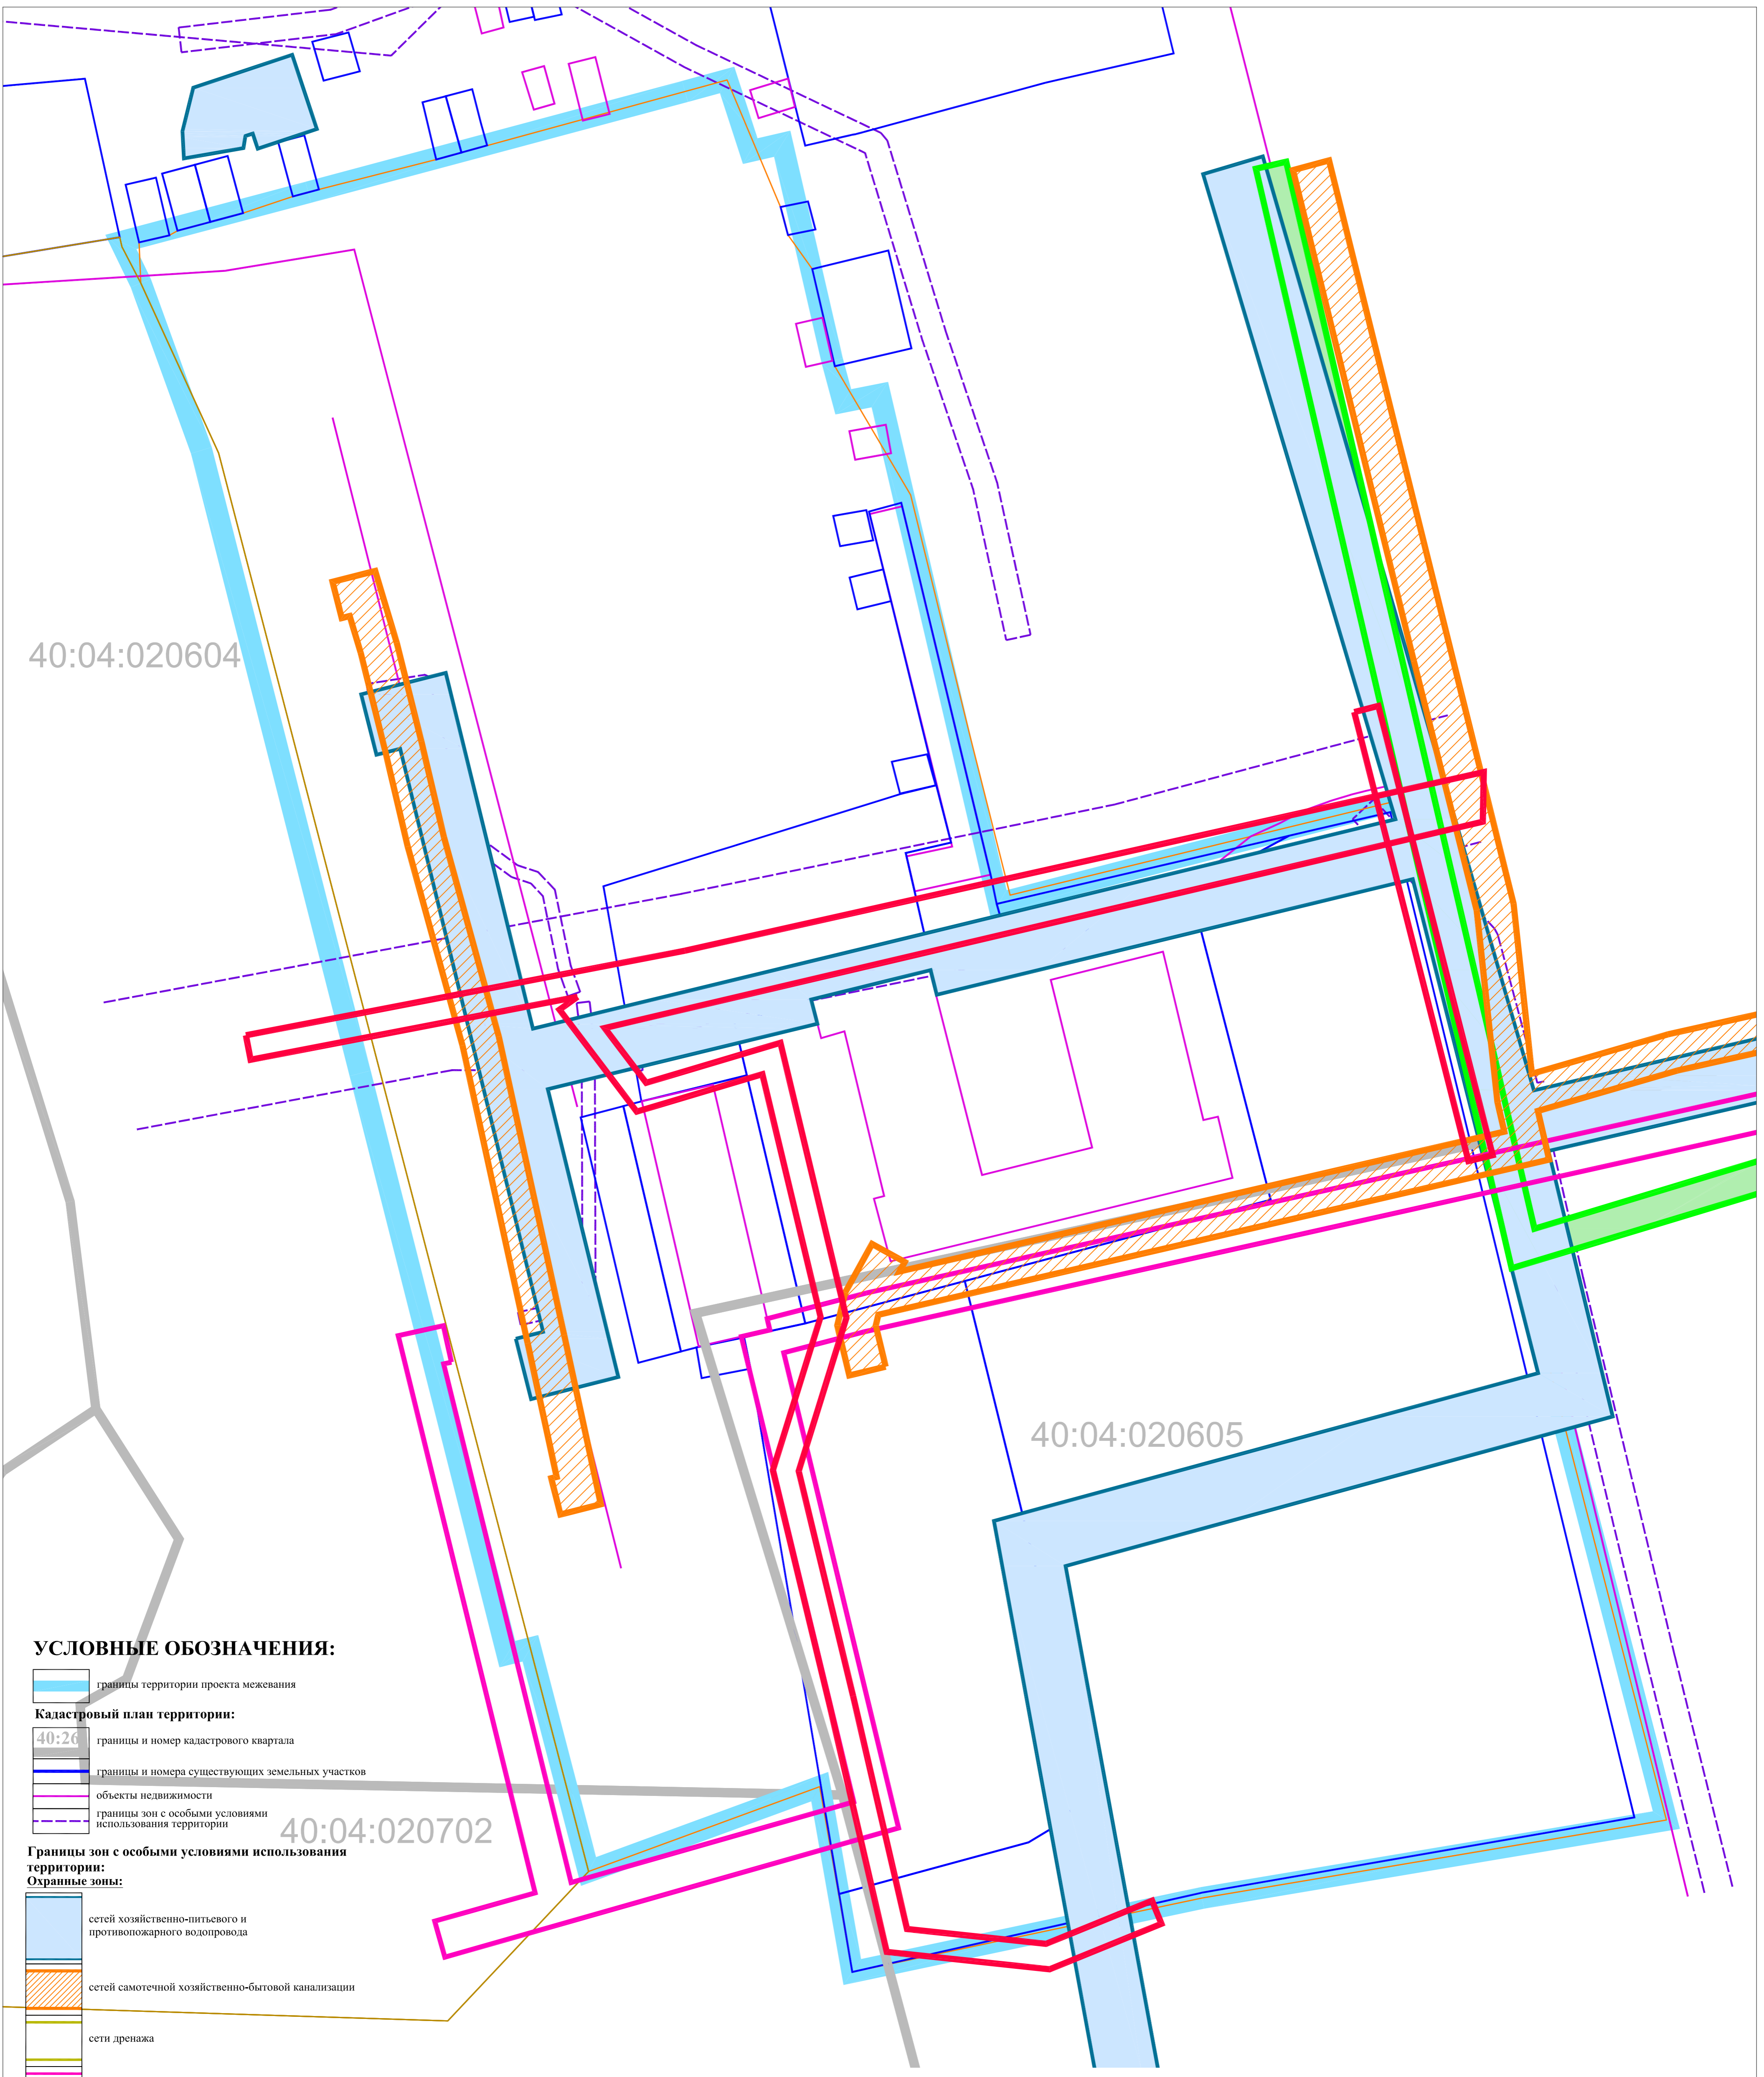 40:04:020604
40:04:020605
УСЛОВНЫЕ ОБОЗНАЧЕНИЯ:
границы территории проекта межевания
Кадастровый план территории:
40:26
границы и номер кадастрового квартала
границы и номера существующих земельных участков
объекты недвижимости
границы зон с особыми условиями
использования территории
40:04:020702
Границы зон с особыми условиями использования
территории:
Охранные зоны:
сетей хозяйственно-питьевого и
противопожарного водопровода
сетей самотечной хозяйственно-бытовой канализации
сети дренажа